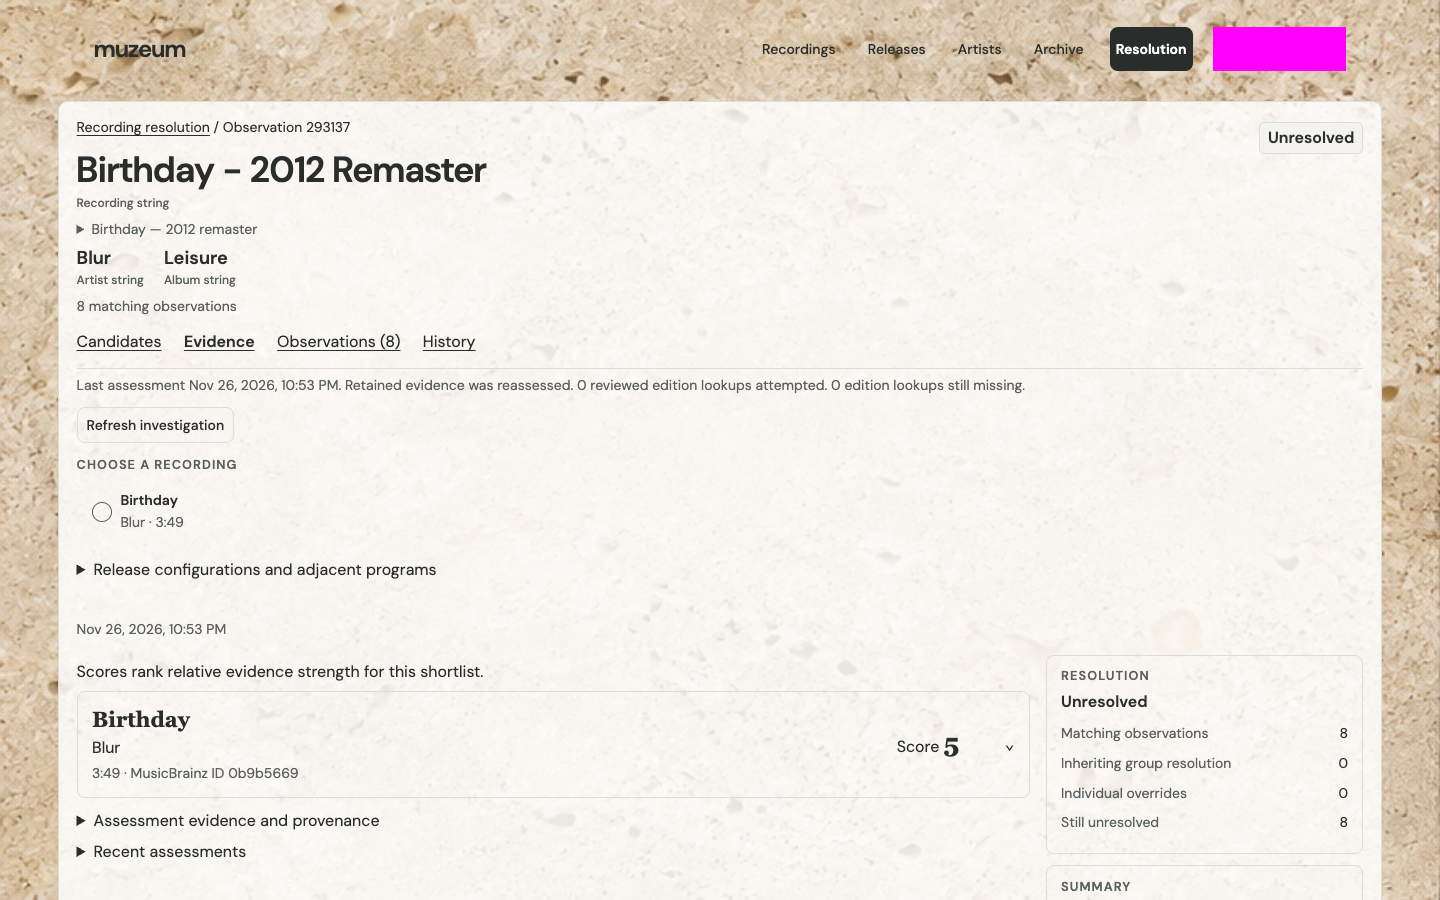 muzeum
Recordings Releases Artists Archive Resolution
Recording resolution / Observation 293137
Unresolved
Birthday – 2012 Remaster
Recording string
▶ Birthday — 2012 remaster
Blur Leisure
Artist string Album string
8 matching observations
Candidates Evidence Observations (8) History
Last assessment Nov 26, 2026, 10:53 PM. Retained evidence was reassessed. 0 reviewed edition lookups attempted. 0 edition lookups still missing.
Refresh investigation
CHOOSE A RECORDING
Birthday
Blur · 3:49
▶ Release configurations and adjacent programs
Nov 26, 2026, 10:53 PM
Scores rank relative evidence strength for this shortlist.
Birthday
Blur
3:49 · MusicBrainz ID 0b9b5669
Score 5
▶ Assessment evidence and provenance
▶ Recent assessments
RESOLUTION
Unresolved
Matching observations 8
Inheriting group resolution 0
Individual overrides 0
Still unresolved 8
SUMMARY